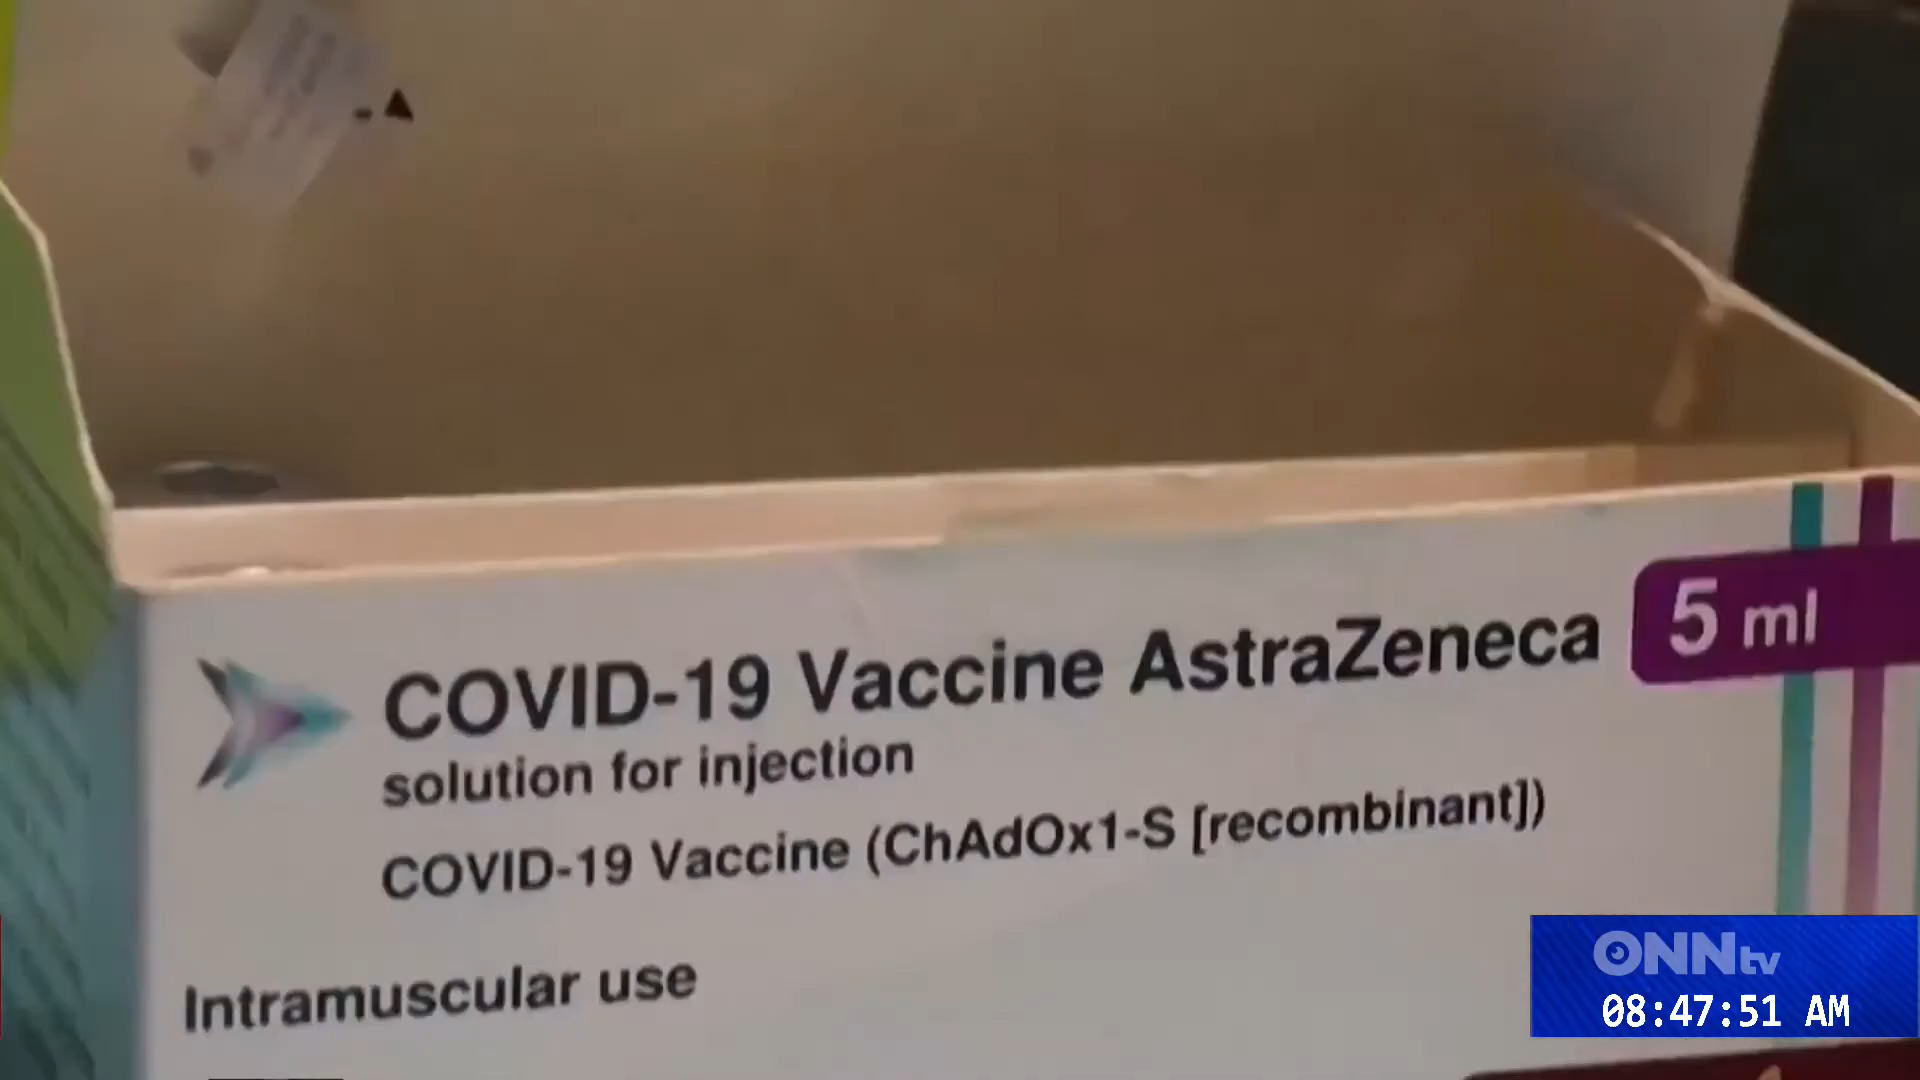 COVID-19 Vaccine AstraZeneca
5 ml
solution for injection
COVID-19 Vaccine (ChAdOx1-S [recombinant])
Intramuscular use
ONNtv
08:47:51 AM